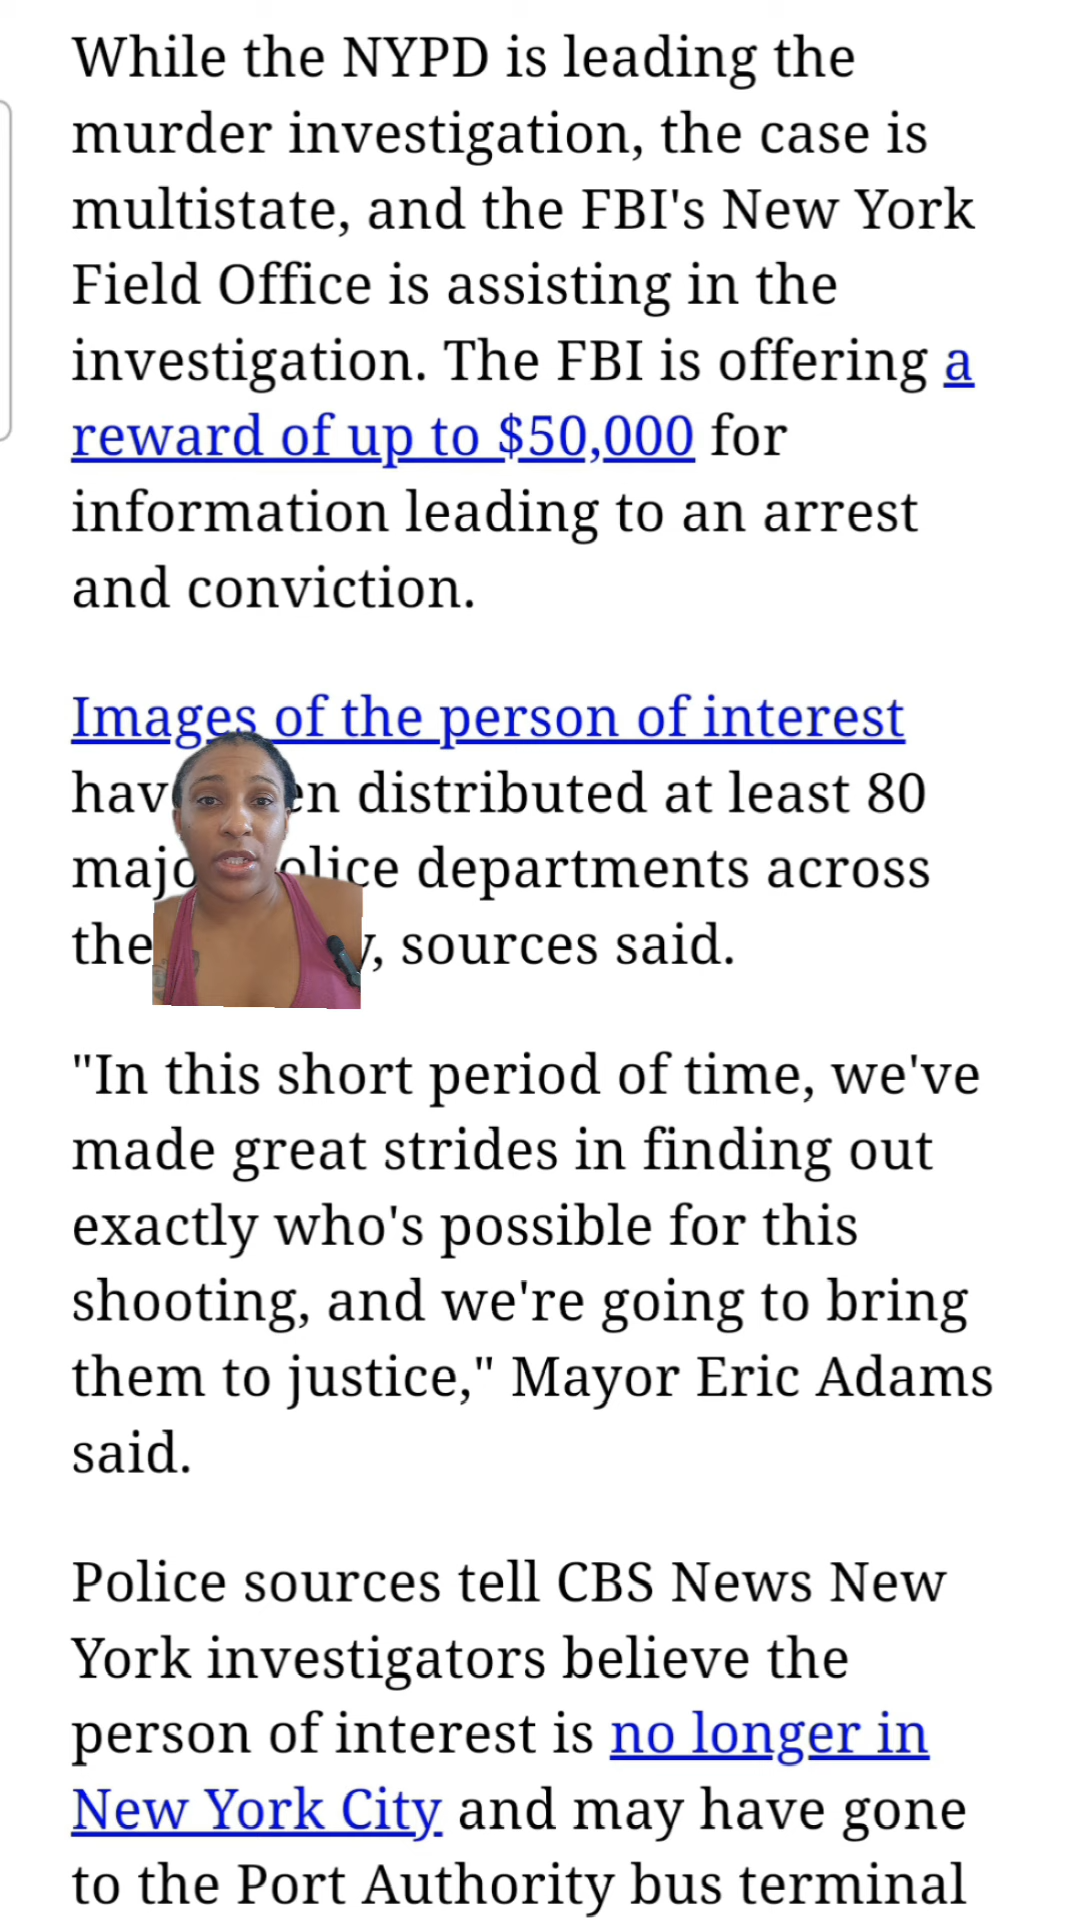 While the NYPD is leading the
murder investigation, the case is
multistate, and the FBI's New York
Field Office is assisting in the
investigation. The FBI is offering a
reward of up to $50,000 for
information leading to an arrest
and conviction.
Images of the person of interest
distributed at least 80
departments across
the sources said.
"In this short period of time, we've
made great strides in finding out
exactly who's possible for this
shooting, and we're going to bring
them to justice," Mayor Eric Adams
said.
Police sources tell CBS News New
York investigators believe the
person of interest is no longer in
New York City and may have gone
to the Port Authority bus terminal